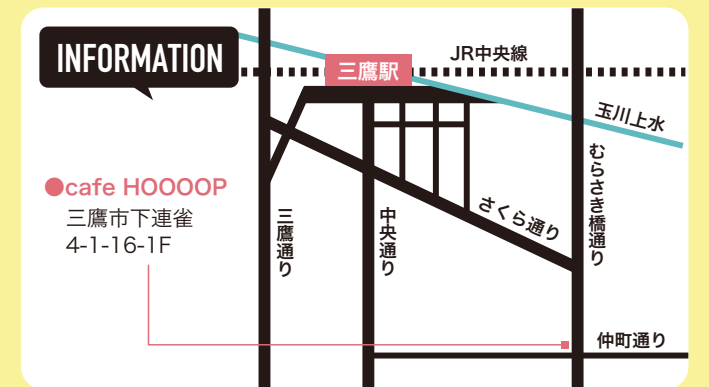 INFORMATION
JR中央線
三鷹駅
玉川上水
むらさき橋通り
●cafe HOOOOP
三鷹市下連雀
4-1-16-1F
三鷹通り
中央通り
さくら通り
仲町通り